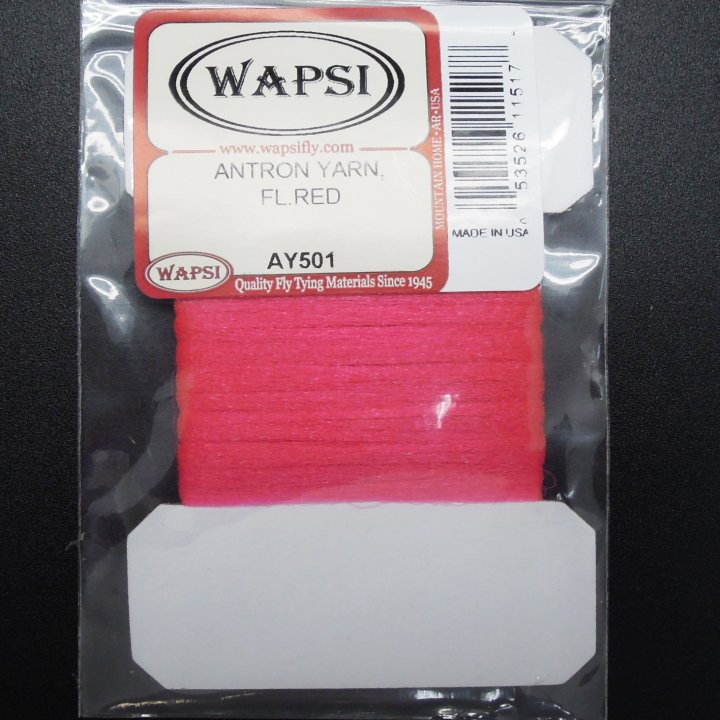 WAPSI
www.wapsifly.com
ANTRON YARN,
FL.RED
AY501
WAPSI
Quality Fly Tying Materials Since 1945
MOUNTAIN HOME•AR•USA
53526 11517
MADE IN USA